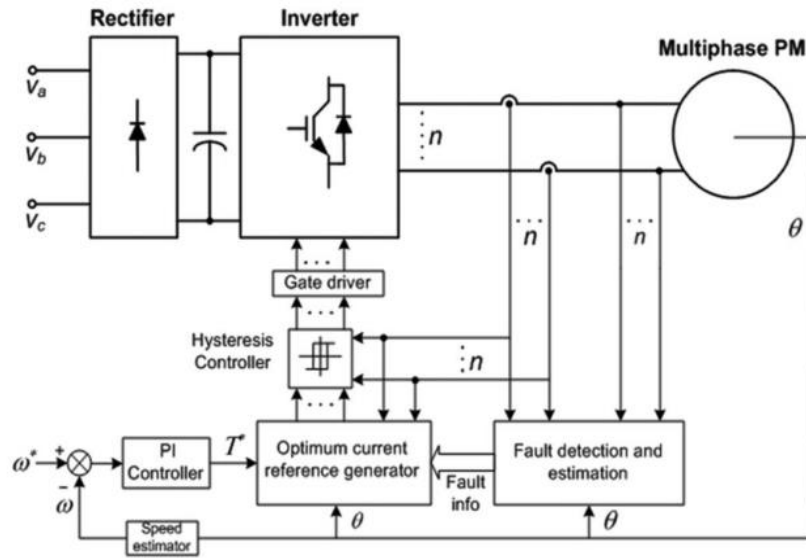 Rectifier
Inverter
Multiphase PM
Va
Vb
Vc
n
n
n
θ
Gate driver
Hysteresis
Controller
n
ω* + −
PI
Controller
T*
Optimum current
reference generator
Fault
info
Fault detection and
estimation
ω
Speed
estimator
θ
θ